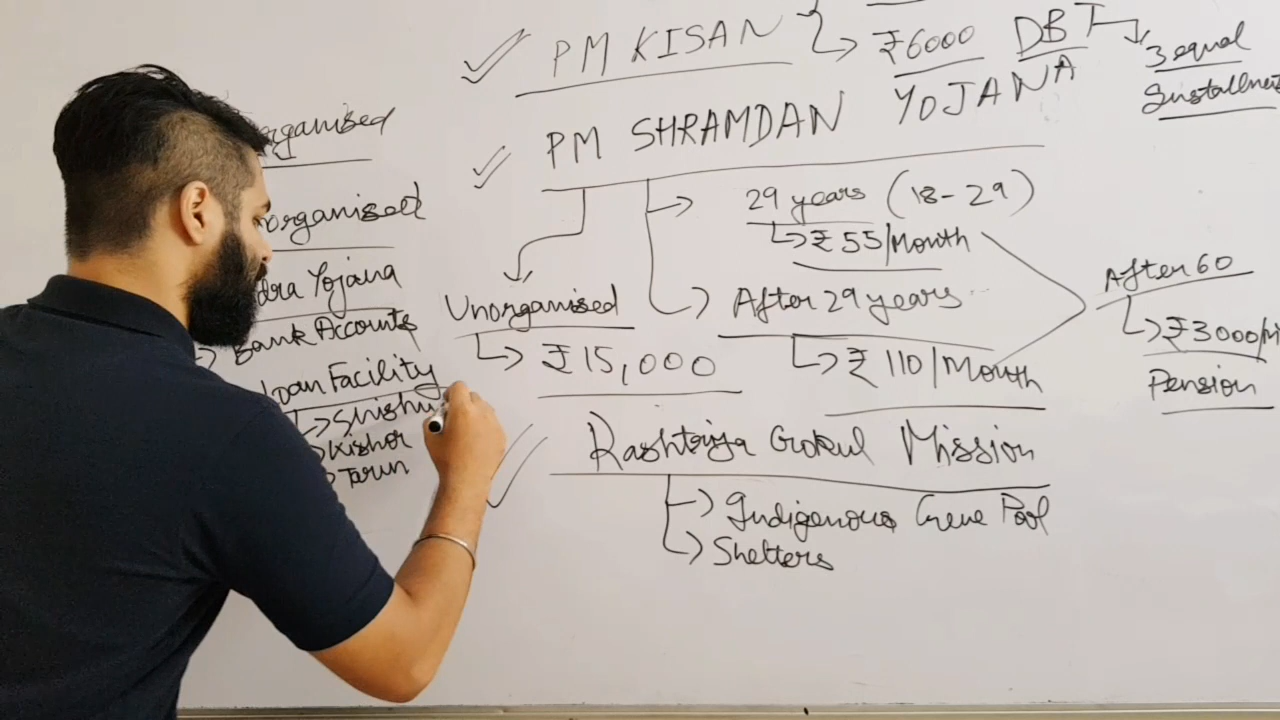 organised
organised
dra Yojana
Bank Accounts
Loan Facility
Shishu
Kishor
Tarun
PM KISAN
₹6000 DBT
3 equal
Installments
PM SHRAMDAN YOJANA
29 years (18-29)
₹55/Month
Unorganised
₹15,000
After 29 years
₹110/Month
After 60
₹3000/M
Pension
Rashtriya Gokul Mission
Indigenous Gene Pool
Shelters